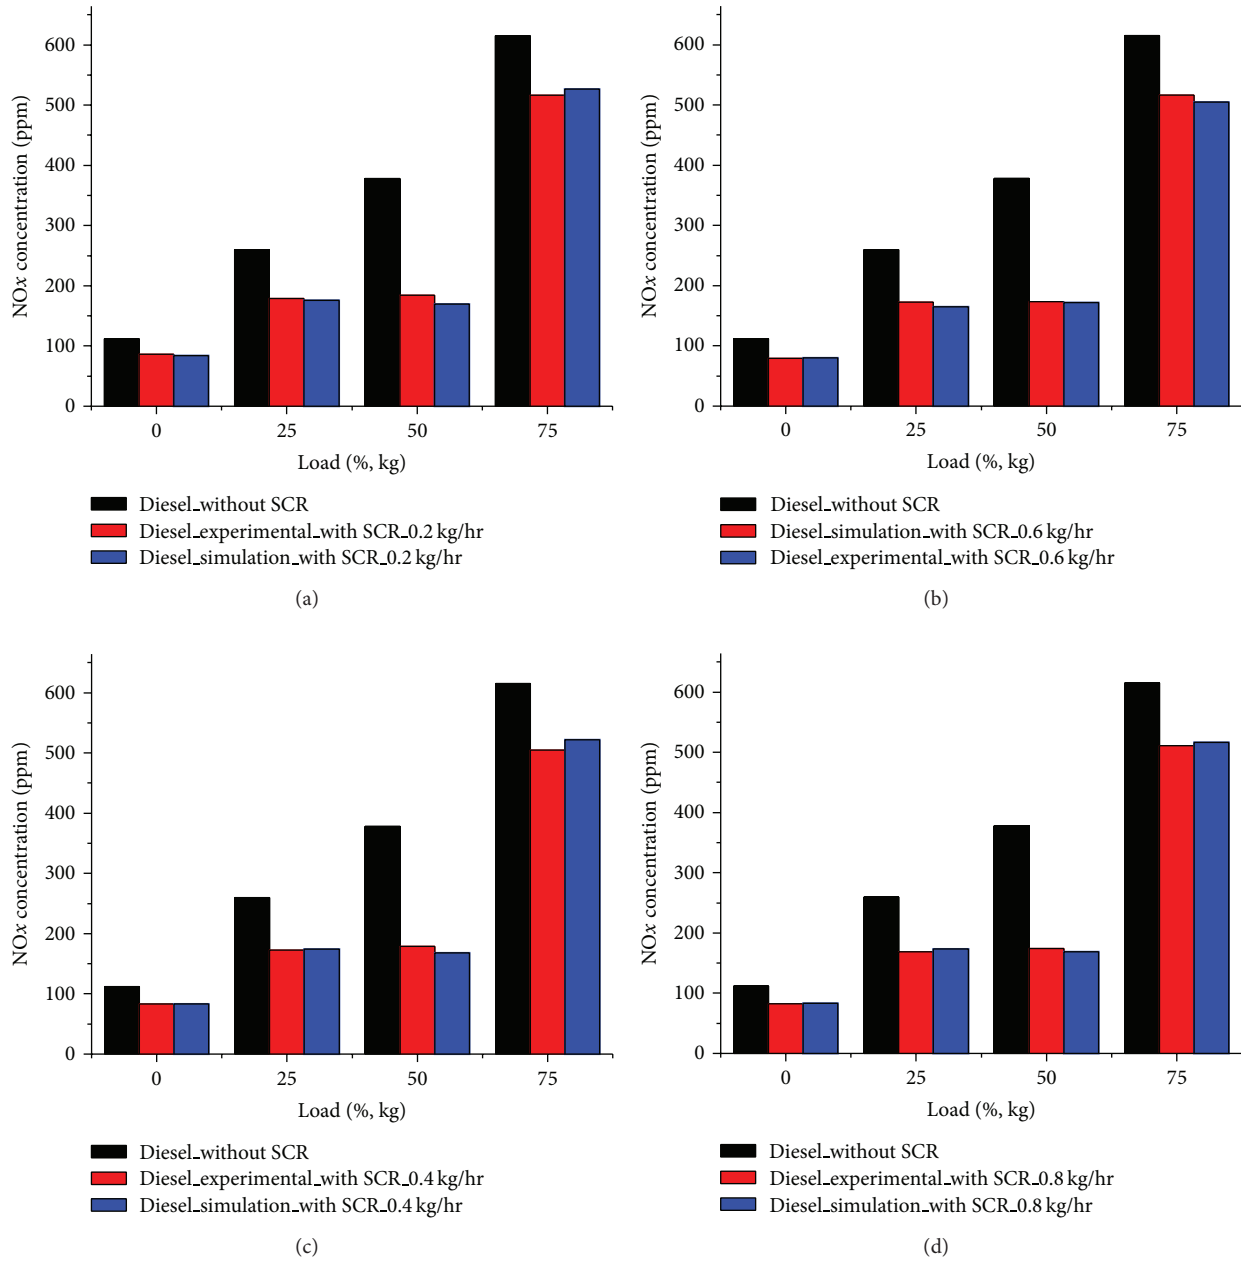 600
500
400
300
200
100
0
NOx concentration (ppm)
0 25 50 75
Load (%, kg)
Diesel_without SCR
Diesel_experimental_with SCR_0.2 kg/hr
Diesel_simulation_with SCR_0.2 kg/hr
(a)
600
500
400
300
200
100
0
NOx concentration (ppm)
0 25 50 75
Load (%, kg)
Diesel_without SCR
Diesel_simulation_with SCR_0.6 kg/hr
Diesel_experimental_with SCR_0.6 kg/hr
(b)
600
500
400
300
200
100
0
NOx concentration (ppm)
0 25 50 75
Load (%, kg)
Diesel_without SCR
Diesel_experimental_with SCR_0.4 kg/hr
Diesel_simulation_with SCR_0.4 kg/hr
(c)
600
500
400
300
200
100
0
NOx concentration (ppm)
0 25 50 75
Load (%, kg)
Diesel_without SCR
Diesel_experimental_with SCR_0.8 kg/hr
Diesel_simulation_with SCR_0.8 kg/hr
(d)